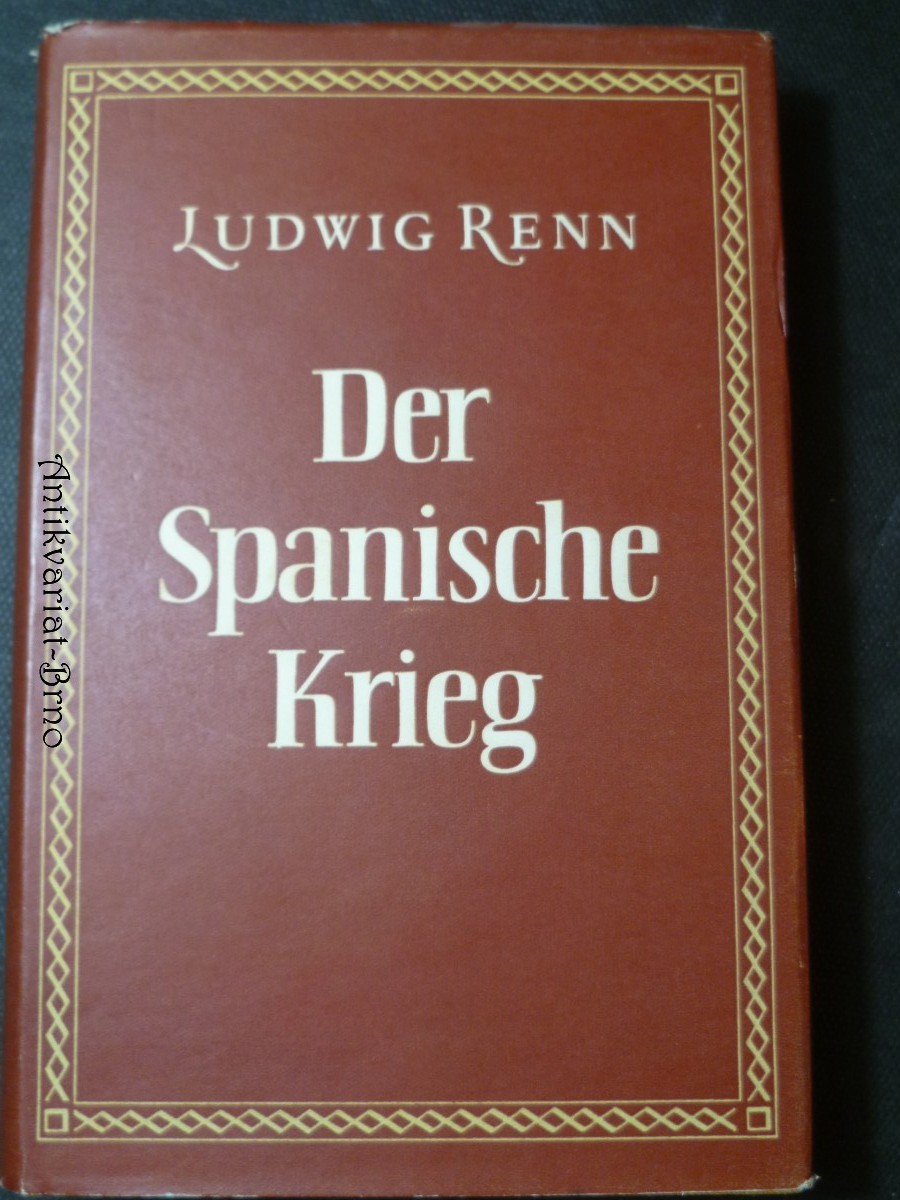 LUDWIG RENN
Der
Spanische
Krieg
Antikvariat-Brno